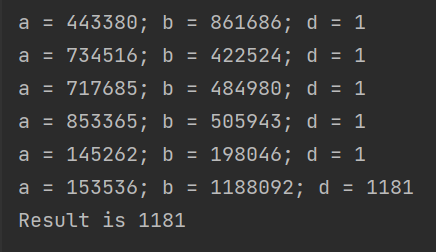 a = 443380; b = 861686; d = 1
a = 734516; b = 422524; d = 1
a = 717685; b = 484980; d = 1
a = 853365; b = 505943; d = 1
a = 145262; b = 198046; d = 1
a = 153536; b = 1188092; d = 1181
Result is 1181